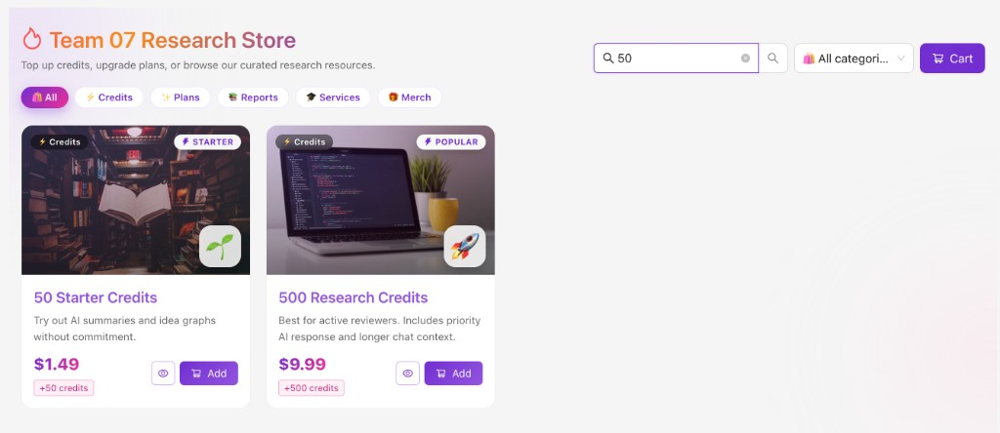 Team 07 Research Store
Top up credits, upgrade plans, or browse our curated research resources.
50
All categori...
Cart
All
Credits
Plans
Reports
Services
Merch
Credits
STARTER
50 Starter Credits
Try out AI summaries and idea graphs
without commitment.
$1.49
+50 credits
Add
Credits
POPULAR
500 Research Credits
Best for active reviewers. Includes priority
AI response and longer chat context.
$9.99
+500 credits
Add